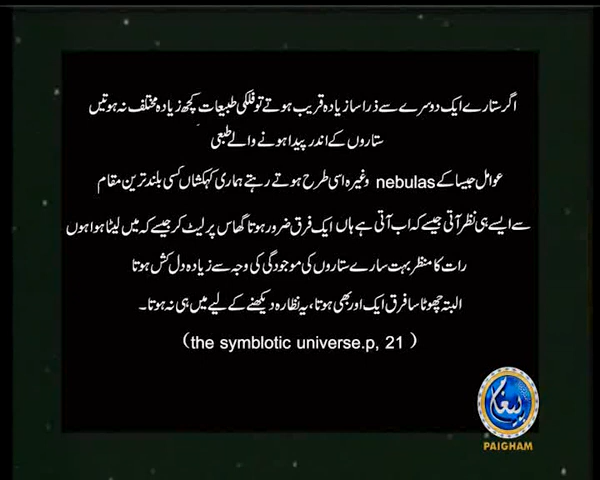 اگر ستارے ایک دوسرے سے ذرا سا زیادہ قریب ہوتے تو فلکی طبیعات کچھ زیادہ مختلف نہ ہوتیں
ستاروں کے اندر پیدا ہونے والے طبعی
عوامل جیسا کے nebulas وغیرہ اسی طرح ہوتے رہتے ہماری کہکشاں کسی بلند ترین مقام
سے ایسے ہی نظر آتی جیسے کہ اب آتی ہے ہاں ایک فرق ضرور ہوتا گھاس پر لیٹ کر جیسے کہ میں لیٹا ہوا ہوں
رات کا منظر بہت سارے ستاروں کی موجودگی کی وجہ سے زیادہ دل کش ہوتا
البتہ چھوٹا سا فرق ایک اور بھی ہوتا، یہ نظارہ دیکھنے کے لیے میں ہی نہ ہوتا۔
(the symblotic universe.p, 21 )
پیغام
PAIGHAM